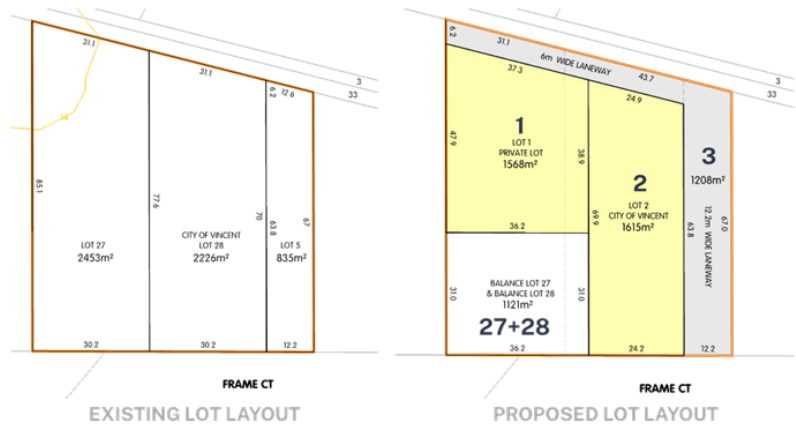 31.1
31.1
6.2
12.6
3
33
14
85.1
77.6
70
63.8
67
LOT 27
2453m²
CITY OF VINCENT
LOT 28
2226m²
LOT 5
835m²
30.2
30.2
12.2
FRAME CT
EXISTING LOT LAYOUT
6.2
31.1
6m WIDE LANEWAY
43.7
3
33
37.3
24.9
47.9
1
LOT 1
PRIVATE LOT
1568m²
38.9
2
LOT 2
CITY OF VINCENT
1615m²
69.9
63.8
3
1208m²
12.2m WIDE LANEWAY
67.0
36.2
31.0
BALANCE LOT 27
& BALANCE LOT 28
1121m²
27+28
31.0
36.2
24.2
12.2
FRAME CT
PROPOSED LOT LAYOUT